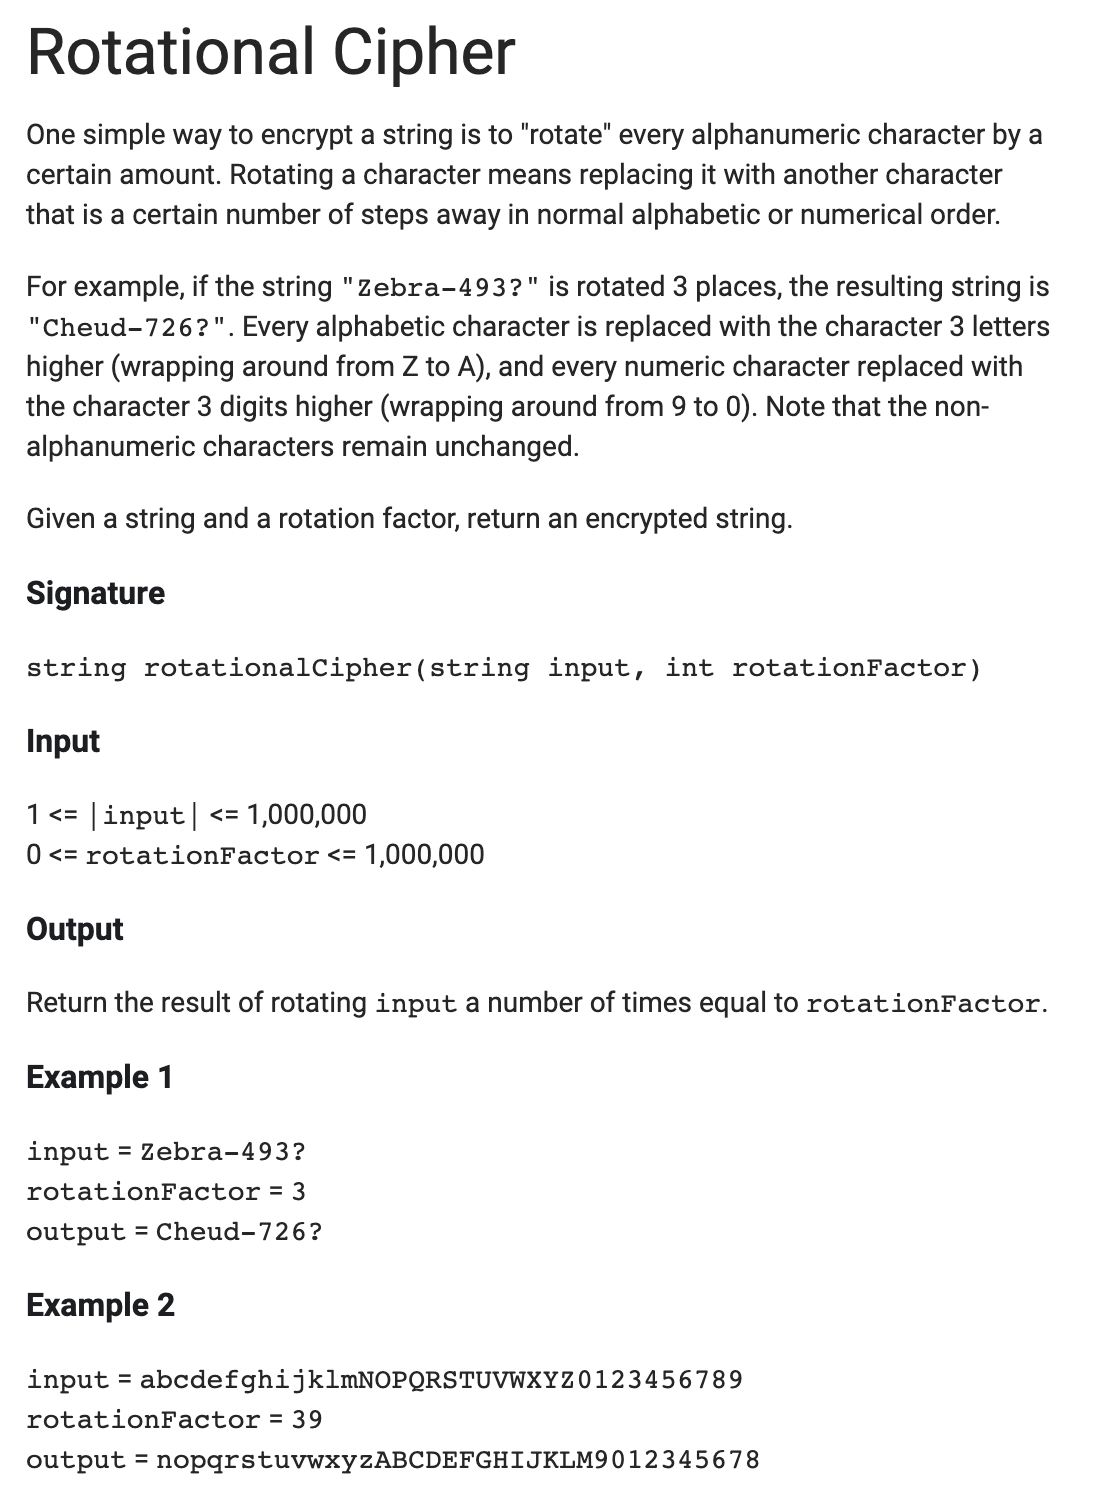 Rotational Cipher
One simple way to encrypt a string is to "rotate" every alphanumeric character by a
certain amount. Rotating a character means replacing it with another character
that is a certain number of steps away in normal alphabetic or numerical order.
For example, if the string "Zebra-493?" is rotated 3 places, the resulting string is
"Cheud-726?". Every alphabetic character is replaced with the character 3 letters
higher (wrapping around from Z to A), and every numeric character replaced with
the character 3 digits higher (wrapping around from 9 to 0). Note that the non-
alphanumeric characters remain unchanged.
Given a string and a rotation factor, return an encrypted string.
Signature
string rotationalCipher(string input, int rotationFactor)
Input
1 <= |input| <= 1,000,000
0 <= rotationFactor <= 1,000,000
Output
Return the result of rotating input a number of times equal to rotationFactor.
Example 1
input = Zebra-493?
rotationFactor = 3
output = Cheud-726?
Example 2
input = abcdefghijklmNOPQRSTUVWXYZ0123456789
rotationFactor = 39
output = nopqrstuvwxyzABCDEFGHIJKLM9012345678